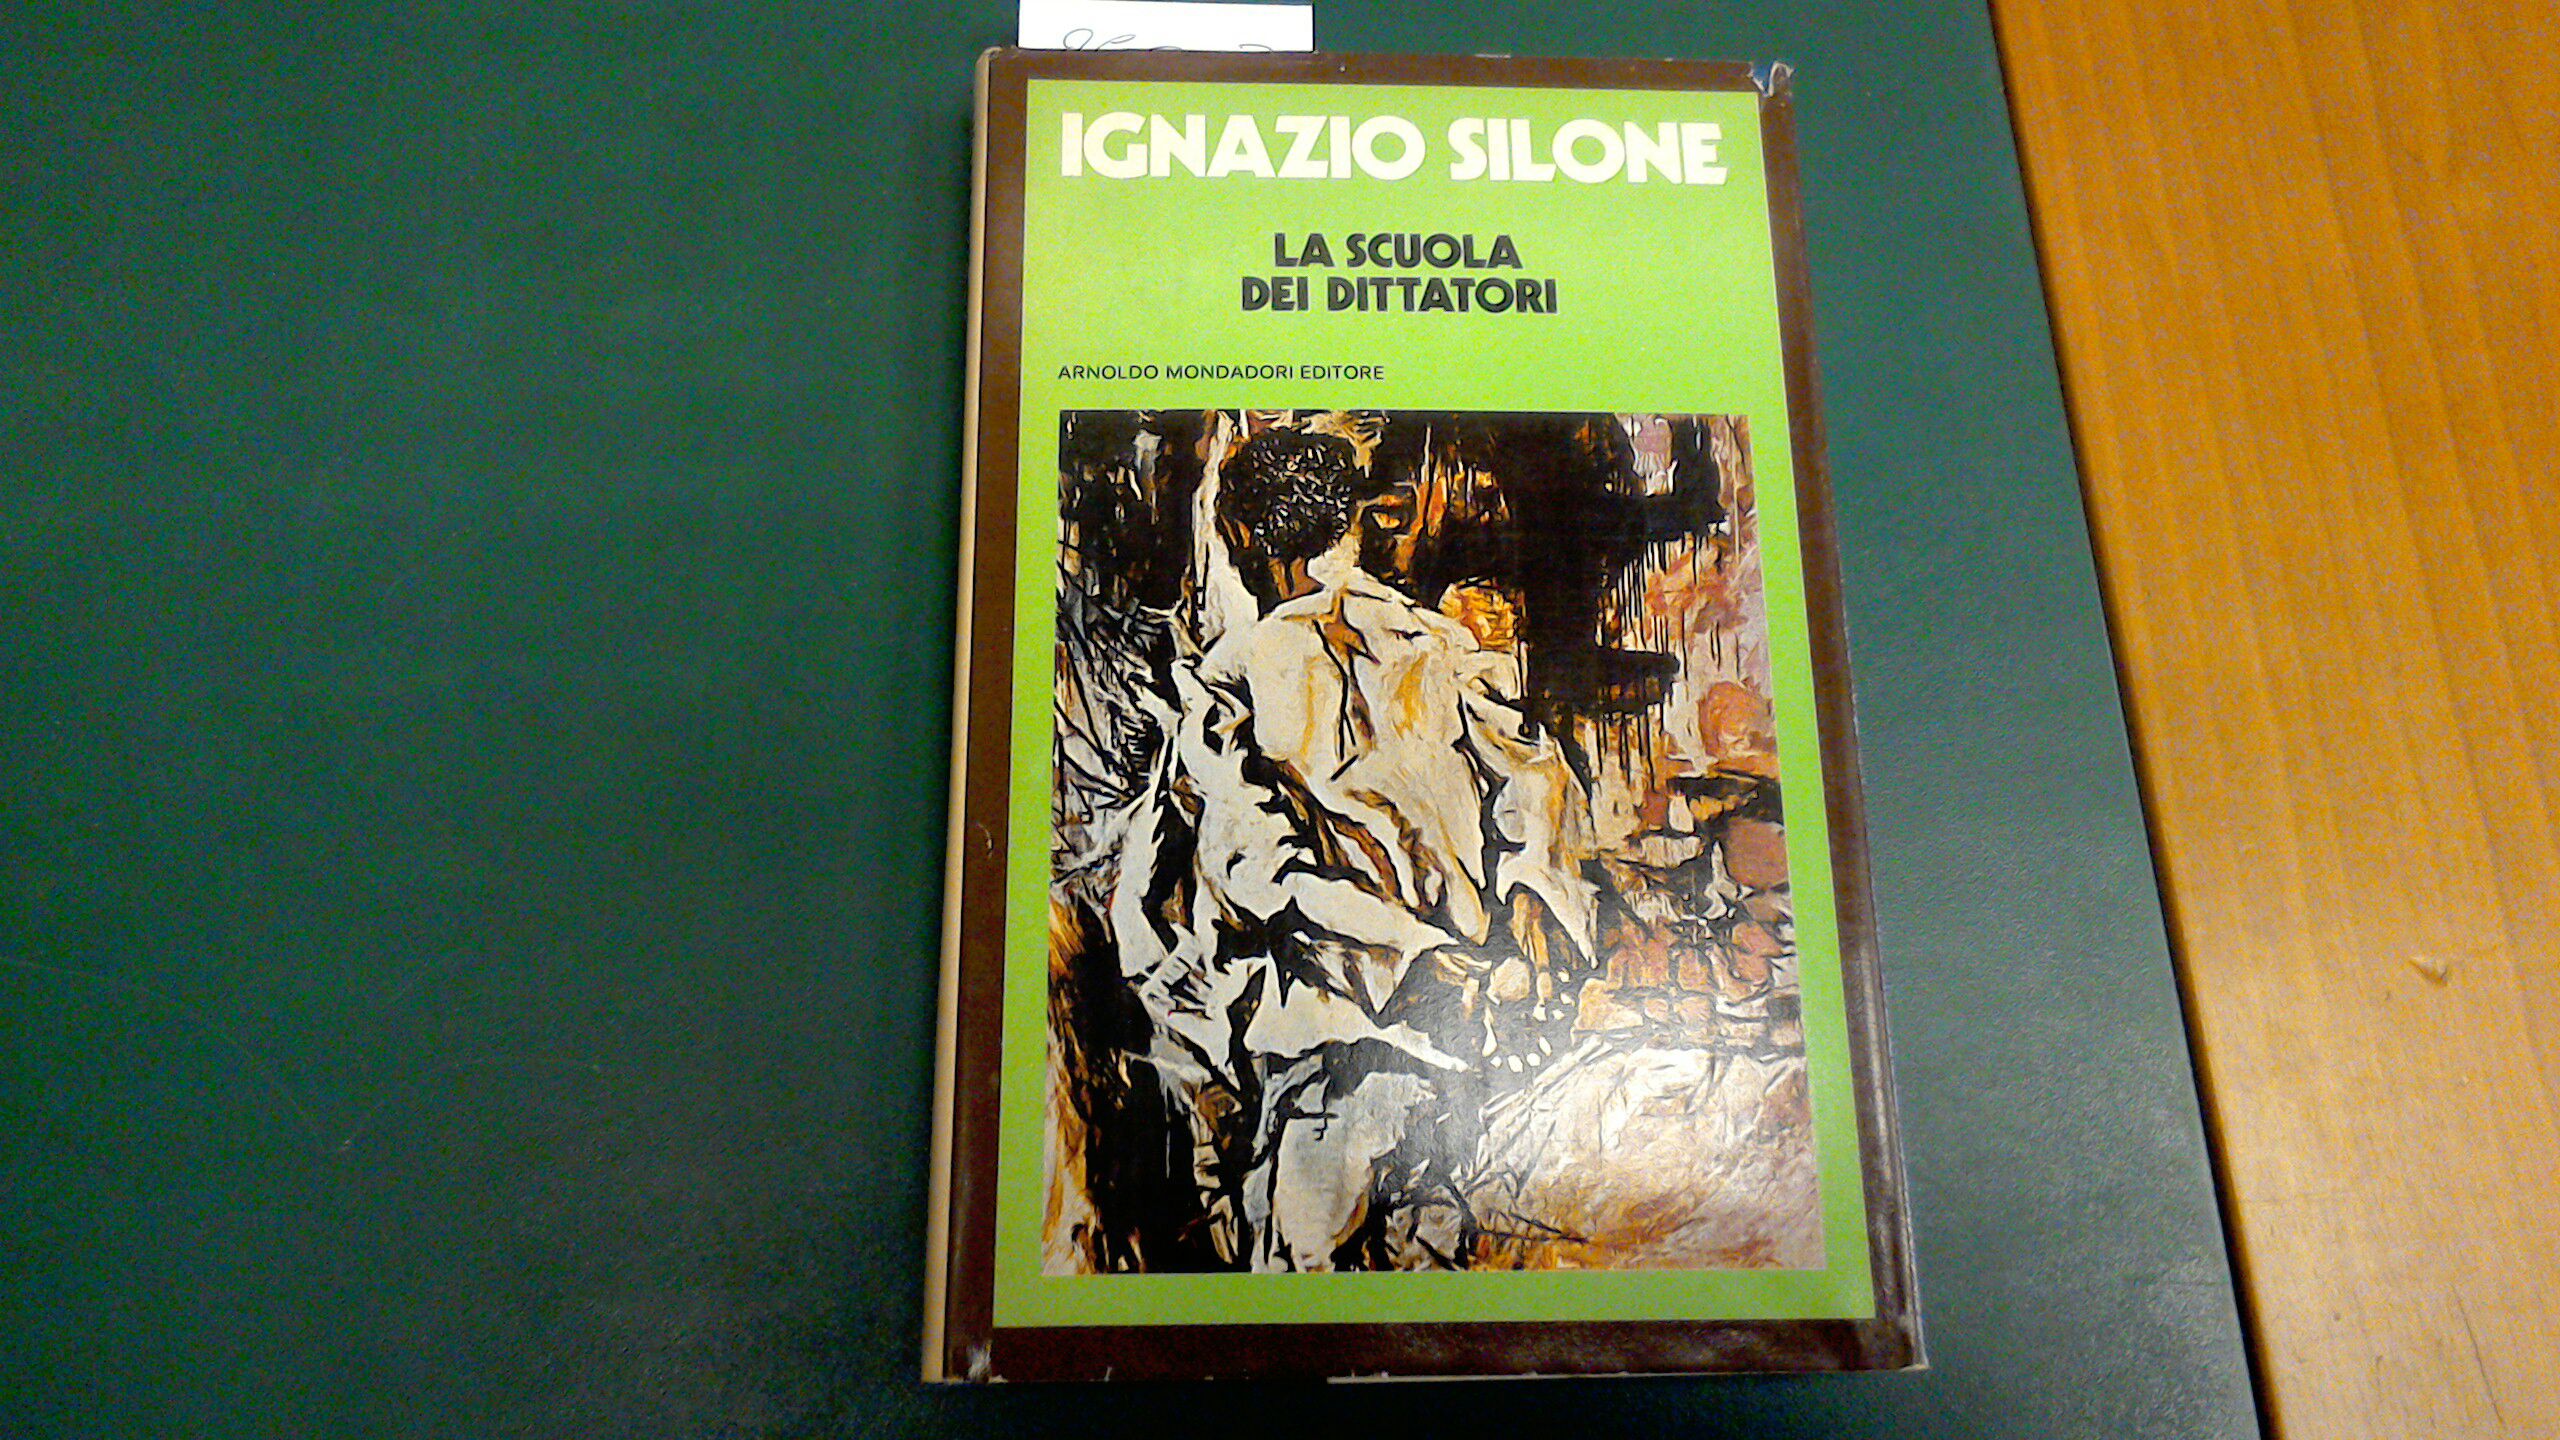 IGNAZIO SILONE
LA SCUOLA
DEI DITTATORI
ARNOLDO MONDADORI EDITORE